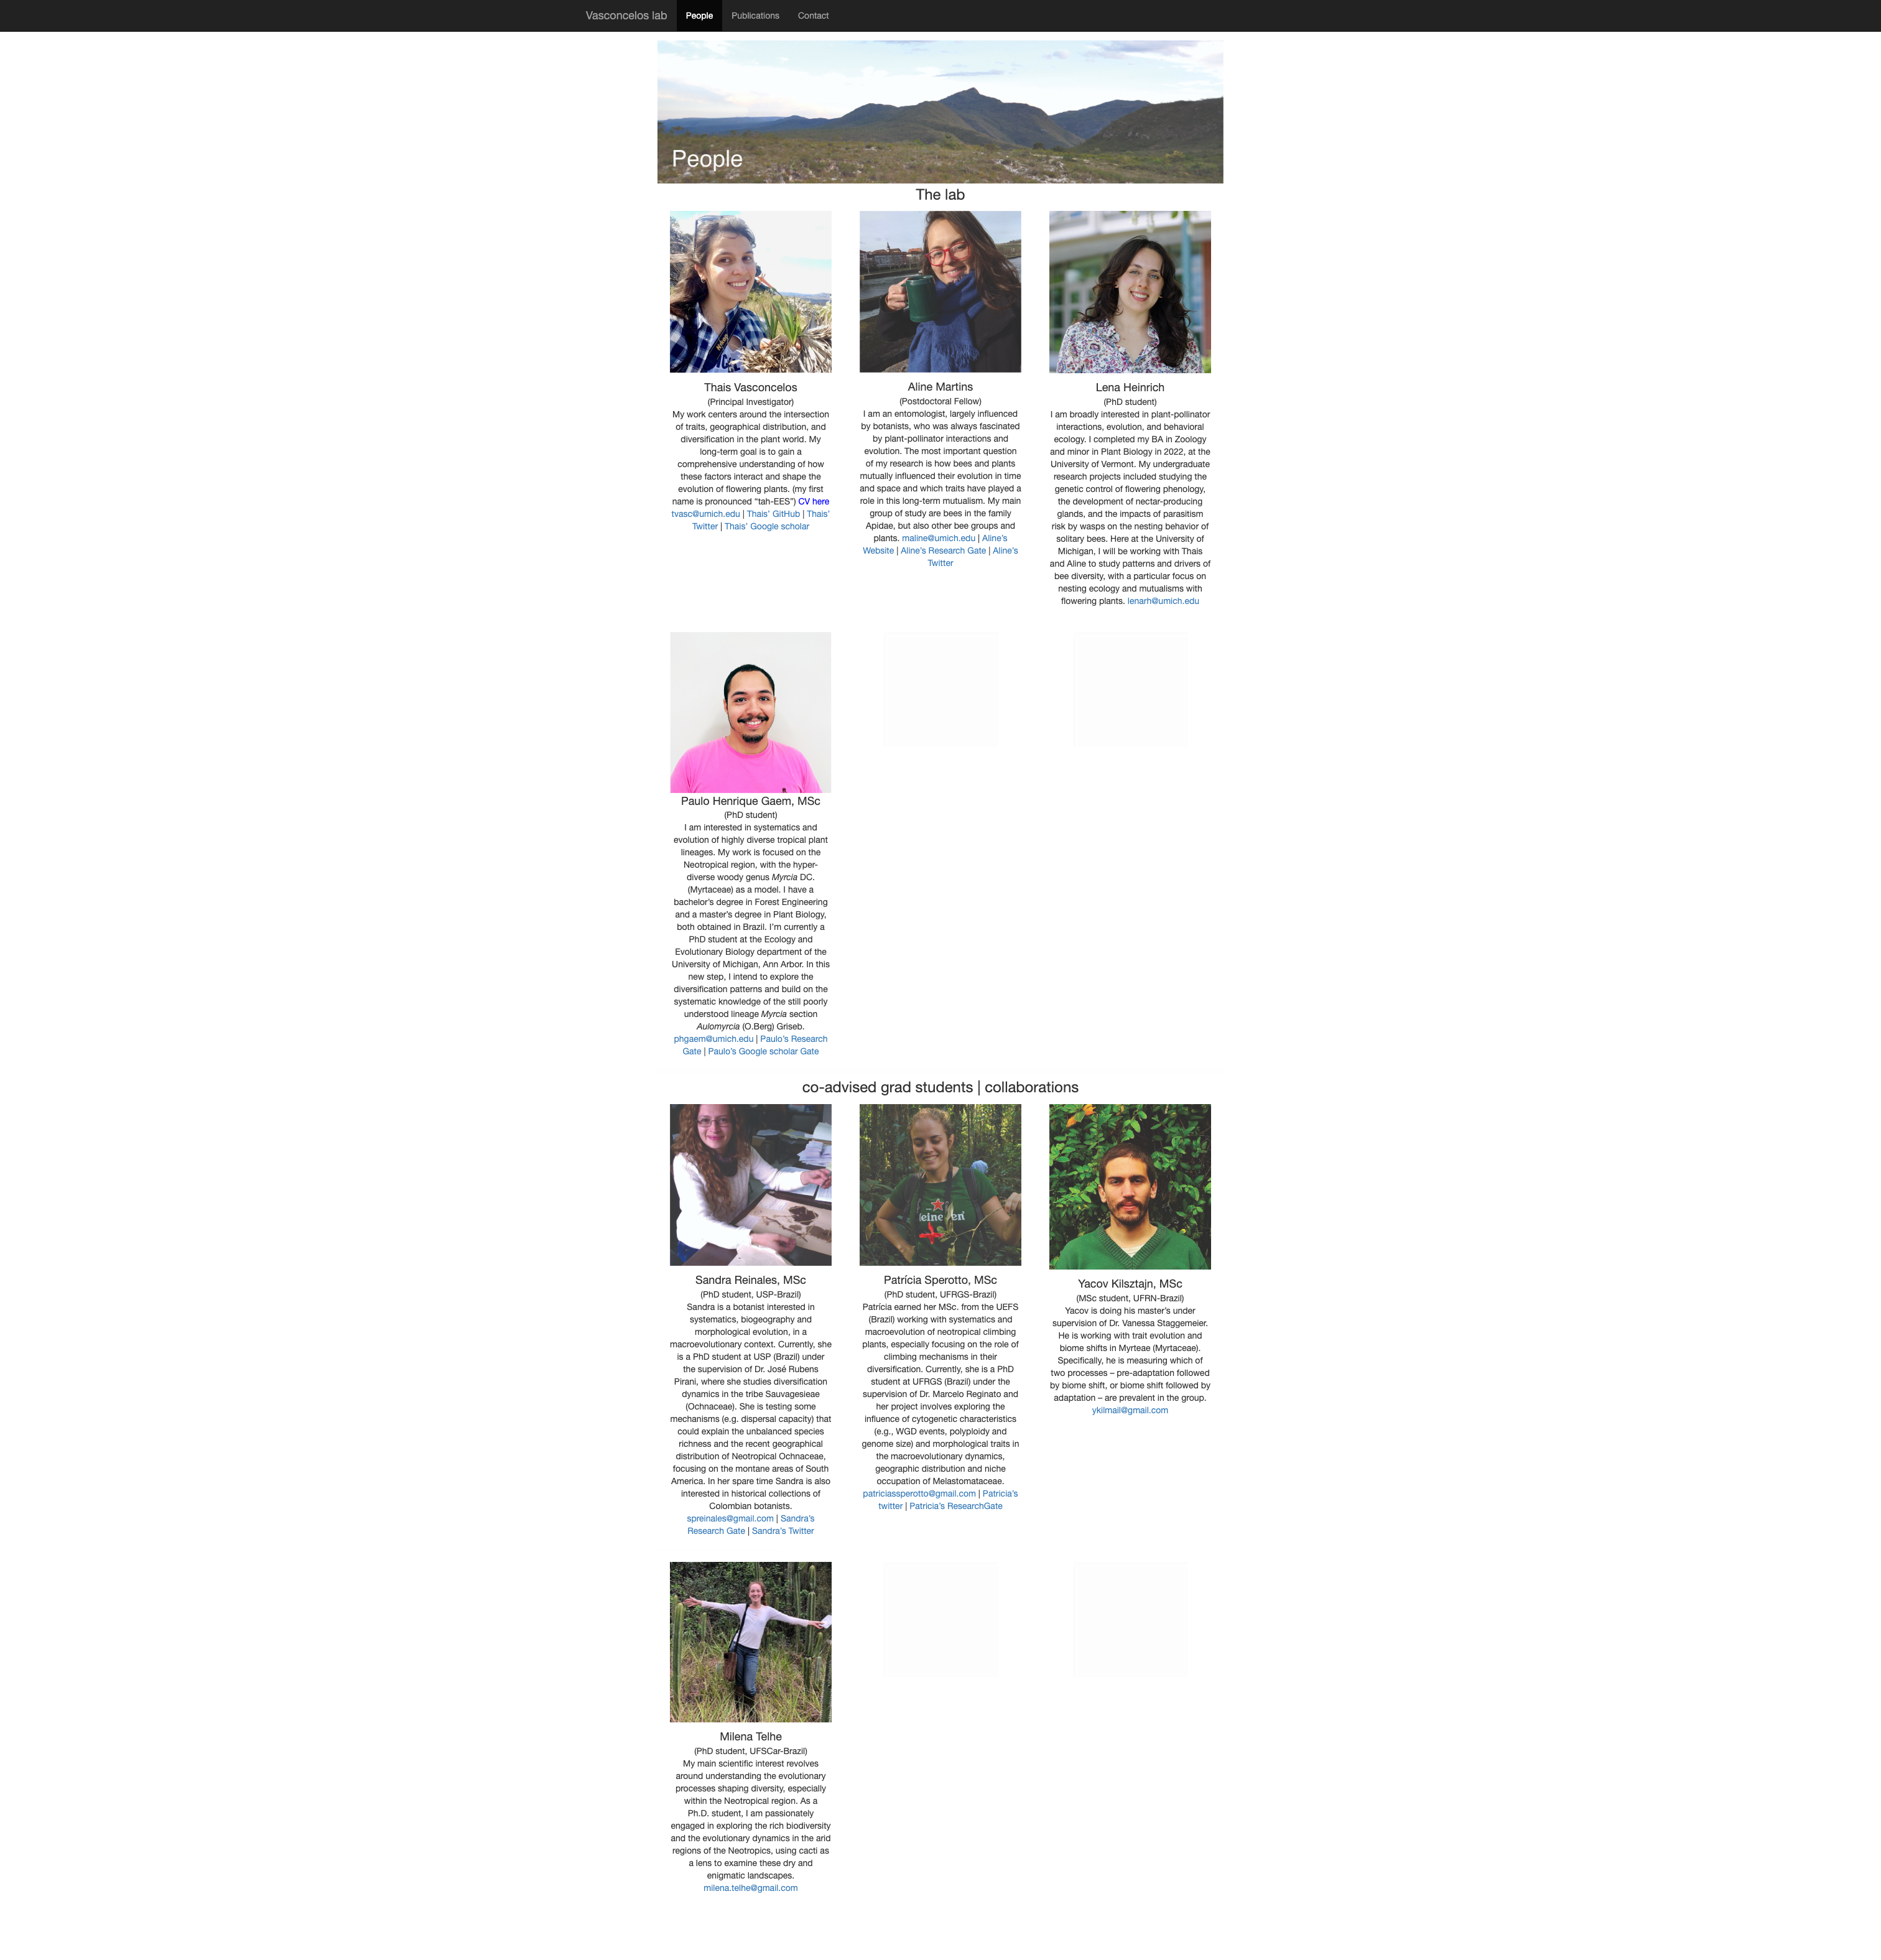 Vasconcelos lab People Publications Contact
People
The lab
Thais Vasconcelos
(Principal Investigator)
My work centers around the intersection
of traits, geographical distribution, and
diversification in the plant world. My
long-term goal is to gain a
comprehensive understanding of how
these factors interact and shape the
evolution of flowering plants. (my first
name is pronounced “tah-EES”) CV here
tvasc@umich.edu | Thais’ GitHub | Thais’
Twitter | Thais’ Google scholar
Aline Martins
(Postdoctoral Fellow)
I am an entomologist, largely influenced
by botanists, who was always fascinated
by plant-pollinator interactions and
evolution. The most important question
of my research is how bees and plants
mutually influenced their evolution in time
and space and which traits have played a
role in this long-term mutualism. My main
group of study are bees in the family
Apidae, but also other bee groups and
plants. maline@umich.edu | Aline’s
Website | Aline’s Research Gate | Aline’s
Twitter
Lena Heinrich
(PhD student)
I am broadly interested in plant-pollinator
interactions, evolution, and behavioral
ecology. I completed my BA in Zoology
and minor in Plant Biology in 2022, at the
University of Vermont. My undergraduate
research projects included studying the
genetic control of flowering phenology,
the development of nectar-producing
glands, and the impacts of parasitism
risk by wasps on the nesting behavior of
solitary bees. Here at the University of
Michigan, I will be working with Thais
and Aline to study patterns and drivers of
bee diversity, with a particular focus on
nesting ecology and mutualisms with
flowering plants. lenarh@umich.edu
Paulo Henrique Gaem, MSc
(PhD student)
I am interested in systematics and
evolution of highly diverse tropical plant
lineages. My work is focused on the
Neotropical region, with the hyper-
diverse woody genus Myrcia DC.
(Myrtaceae) as a model. I have a
bachelor’s degree in Forest Engineering
and a master’s degree in Plant Biology,
both obtained in Brazil. I’m currently a
PhD student at the Ecology and
Evolutionary Biology department of the
University of Michigan, Ann Arbor. In this
new step, I intend to explore the
diversification patterns and build on the
systematic knowledge of the still poorly
understood lineage Myrcia section
Aulomyrcia (O.Berg) Griseb.
phgaem@umich.edu | Paulo’s Research
Gate | Paulo’s Google scholar Gate
co-advised grad students | collaborations
Sandra Reinales, MSc
(PhD student, USP-Brazil)
Sandra is a botanist interested in
systematics, biogeography and
morphological evolution, in a
macroevolutionary context. Currently, she
is a PhD student at USP (Brazil) under
the supervision of Dr. José Rubens
Pirani, where she studies diversification
dynamics in the tribe Sauvagesieae
(Ochnaceae). She is testing some
mechanisms (e.g. dispersal capacity) that
could explain the unbalanced species
richness and the recent geographical
distribution of Neotropical Ochnaceae,
focusing on the montane areas of South
America. In her spare time Sandra is also
interested in historical collections of
Colombian botanists.
spreinales@gmail.com | Sandra’s
Research Gate | Sandra’s Twitter
Patrícia Sperotto, MSc
(PhD student, UFRGS-Brazil)
Patrícia earned her MSc. from the UEFS
(Brazil) working with systematics and
macroevolution of neotropical climbing
plants, especially focusing on the role of
climbing mechanisms in their
diversification. Currently, she is a PhD
student at UFRGS (Brazil) under the
supervision of Dr. Marcelo Reginato and
her project involves exploring the
influence of cytogenetic characteristics
(e.g., WGD events, polyploidy and
genome size) and morphological traits in
the macroevolutionary dynamics,
geographic distribution and niche
occupation of Melastomataceae.
patriciassperotto@gmail.com | Patricia’s
twitter | Patricia’s ResearchGate
Yacov Kilsztajn, MSc
(MSc student, UFRN-Brazil)
Yacov is doing his master’s under
supervision of Dr. Vanessa Staggemeier.
He is working with trait evolution and
biome shifts in Myrteae (Myrtaceae).
Specifically, he is measuring which of
two processes – pre-adaptation followed
by biome shift, or biome shift followed by
adaptation – are prevalent in the group.
ykilmail@gmail.com
Milena Telhe
(PhD student, UFSCar-Brazil)
My main scientific interest revolves
around understanding the evolutionary
processes shaping diversity, especially
within the Neotropical region. As a
Ph.D. student, I am passionately
engaged in exploring the rich biodiversity
and the evolutionary dynamics in the arid
regions of the Neotropics, using cacti as
a lens to examine these dry and
enigmatic landscapes.
milena.telhe@gmail.com